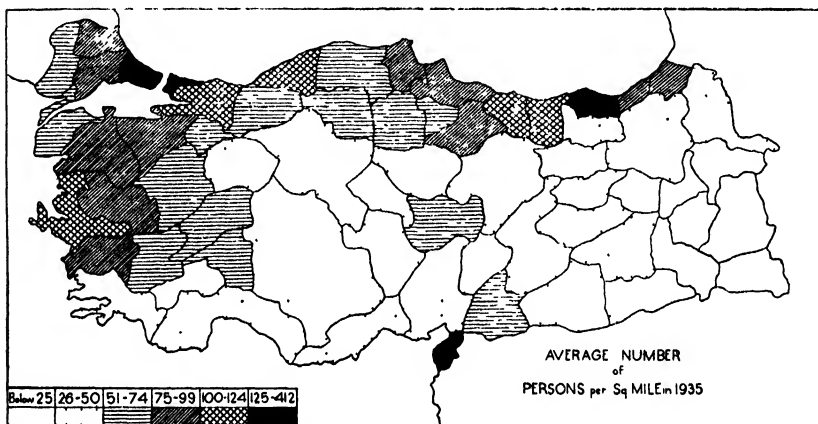 AVERAGE NUMBER
of
PERSONS per Sq MILE in 1935
Below 25 26-50 51-74 75-99 100-124 125-412